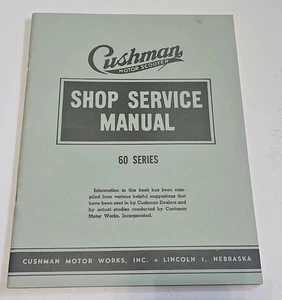 Cushman
MOTOR SCOOTER
SHOP SERVICE
MANUAL
60 SERIES
Information in this book has been com-
piled from various helpful suggestions that
have been sent in by Cushman Dealers and
by actual studies conducted by Cushman
Motor Works, Incorporated.
CUSHMAN MOTOR WORKS, INC. • LINCOLN 1, NEBRASKA